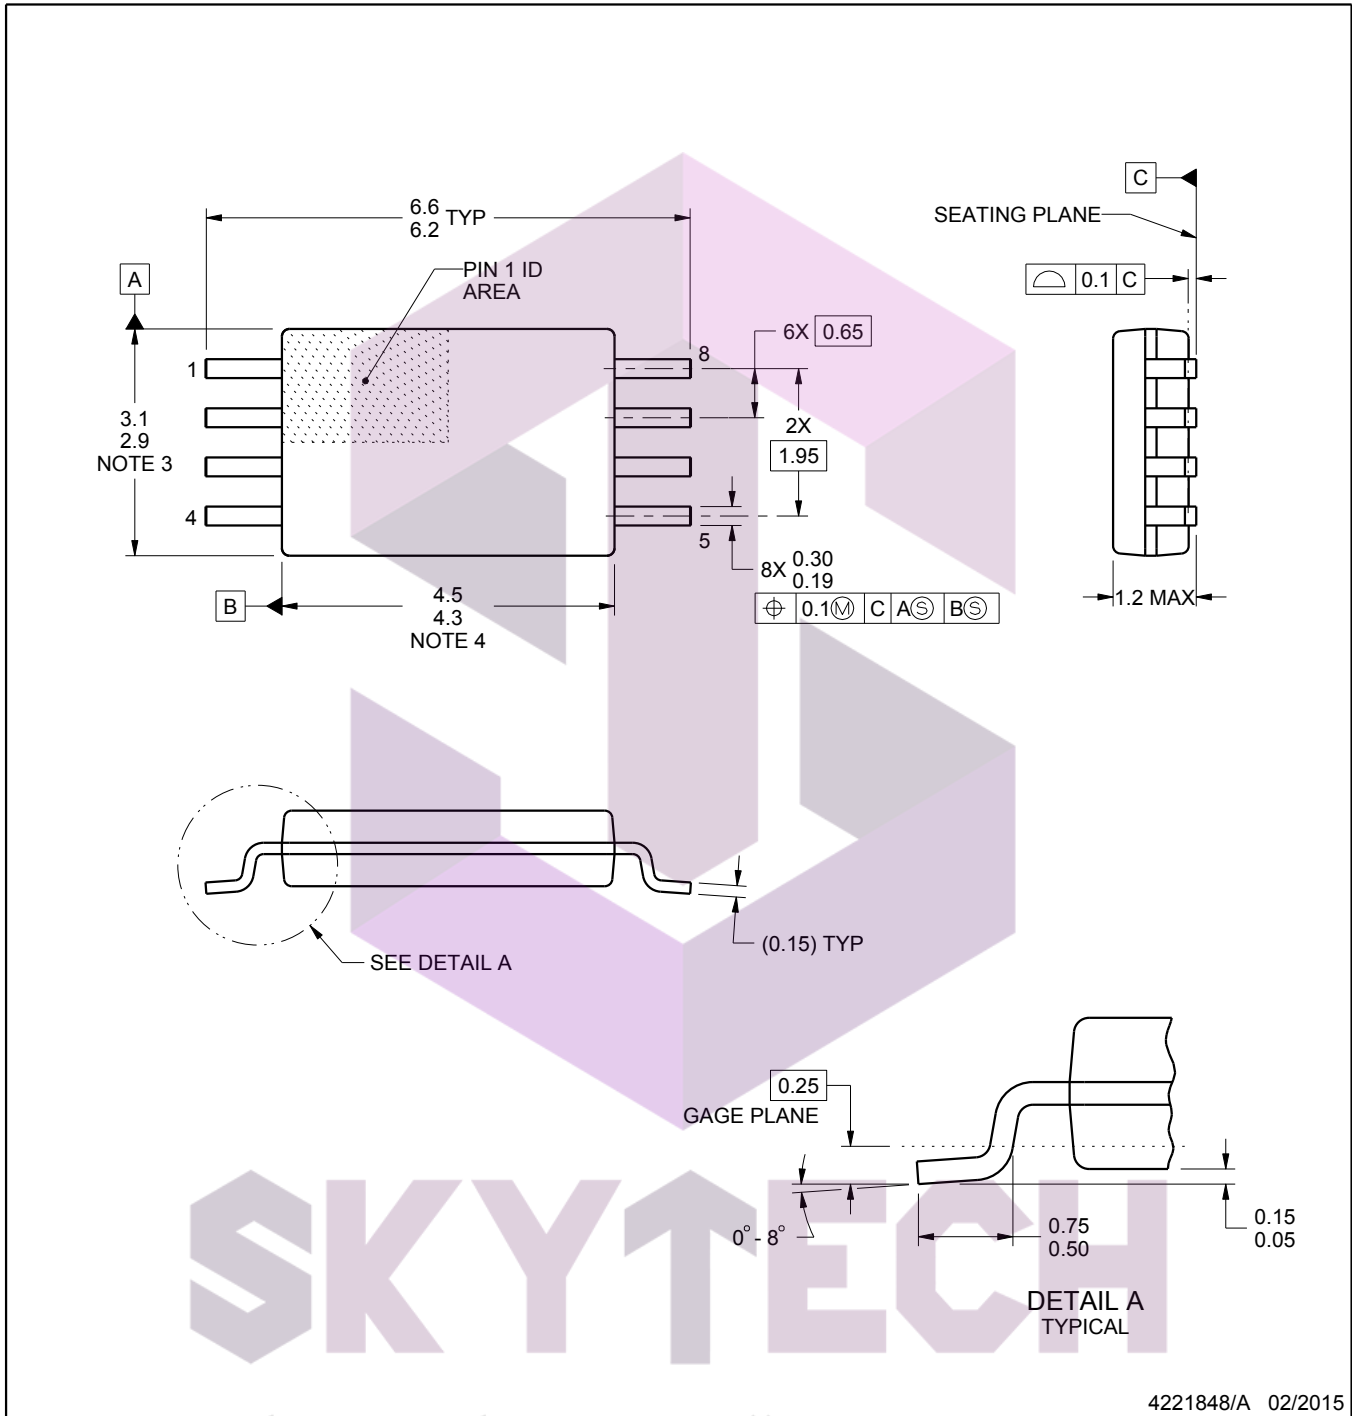 C
SEATING PLANE
6.6
6.2
TYP
PIN 1 ID
AREA
A
0.1 C
6X 0.65
1
8
3.1
2.9
NOTE 3
2X
1.95
4
5
8X 0.30
0.19
0.1Ⓜ C AⓈ BⓈ
B
4.5
4.3
NOTE 4
1.2 MAX
(0.15) TYP
SEE DETAIL A
0.25
GAGE PLANE
0° - 8°
0.75
0.50
0.15
0.05
DETAIL A
TYPICAL
SKYTECH
4221848/A 02/2015